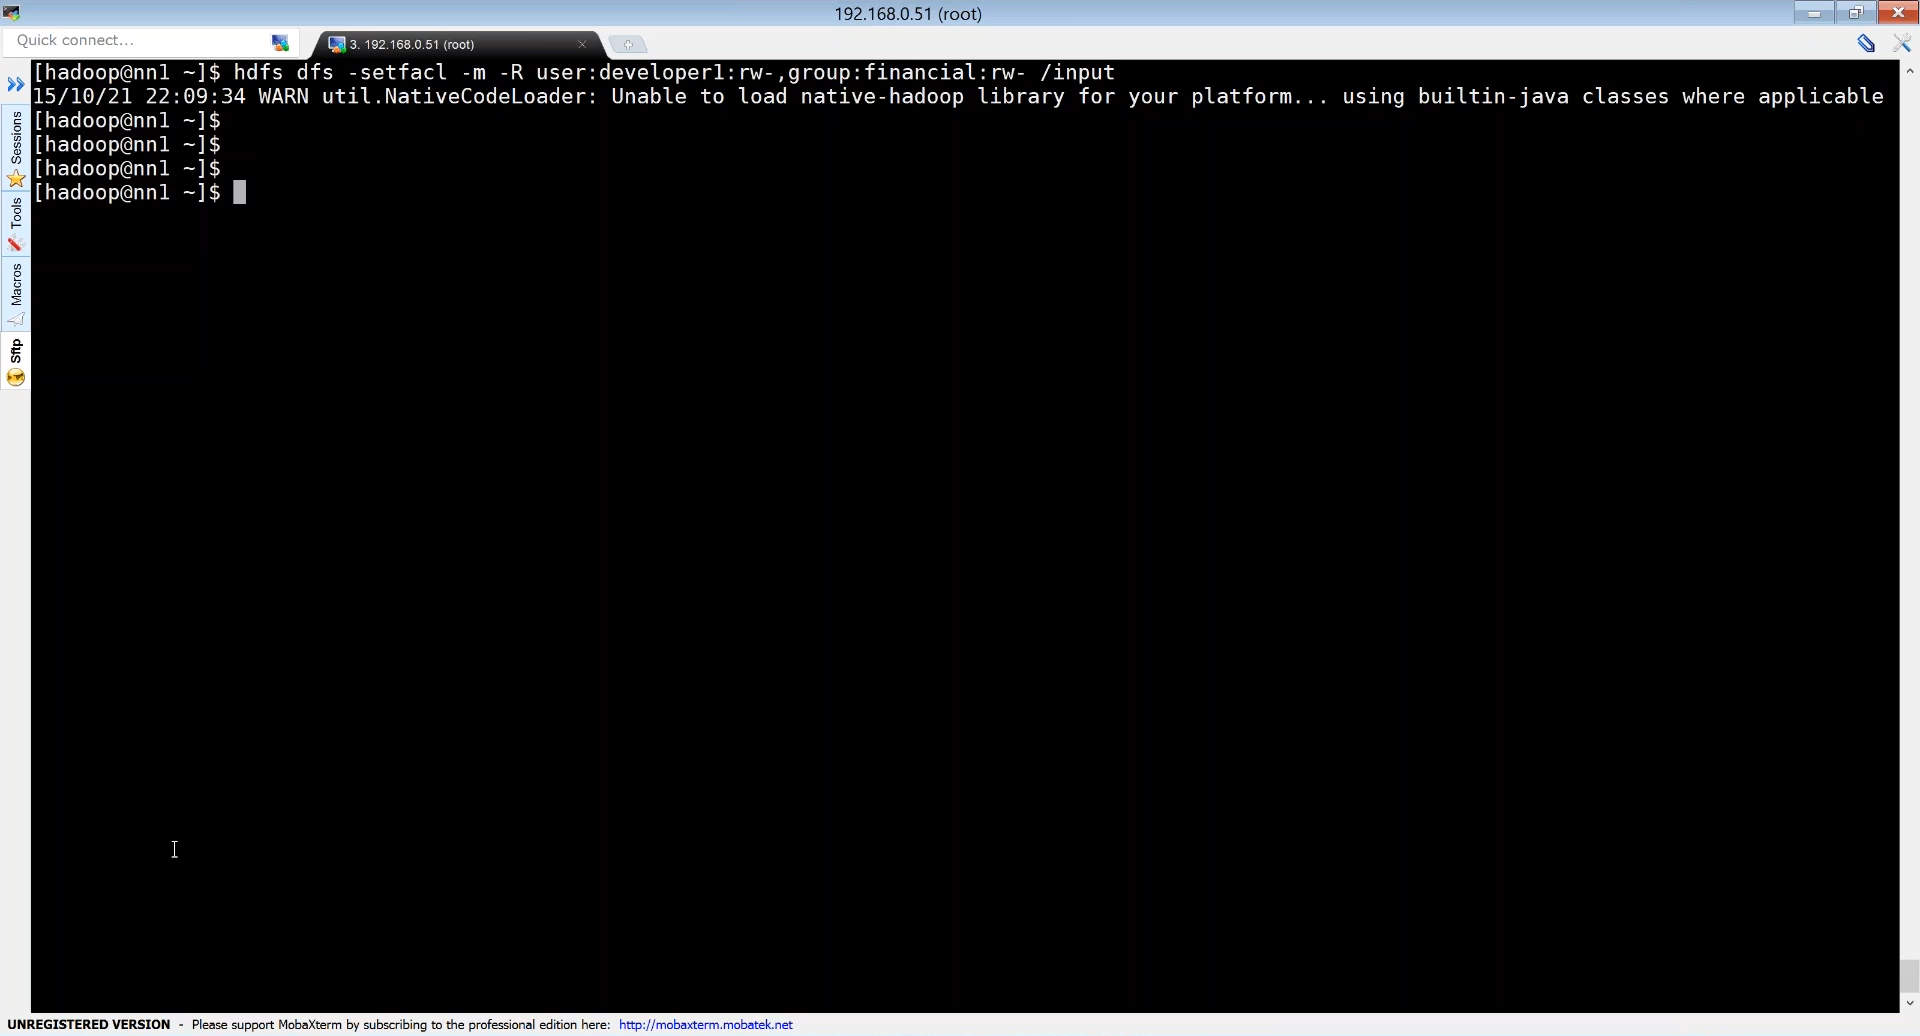 192.168.0.51 (root)
Quick connect...
3. 192.168.0.51 (root)
[hadoop@nn1 ~]$ hdfs dfs -setfacl -m -R user:developer1:rw-,group:financial:rw- /input
15/10/21 22:09:34 WARN util.NativeCodeLoader: Unable to load native-hadoop library for your platform... using builtin-java classes where applicable
[hadoop@nn1 ~]$
[hadoop@nn1 ~]$
[hadoop@nn1 ~]$
[hadoop@nn1 ~]$
Sessions
Tools
Macros
Sftp
UNREGISTERED VERSION - Please support MobaXterm by subscribing to the professional edition here: http://mobaxterm.mobatek.net